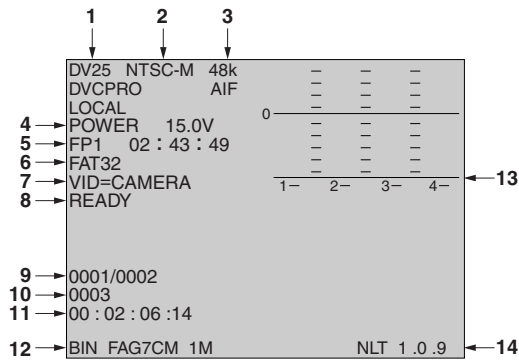 1 2 3
DV25 NTSC-M 48k
DVCPRO AIF
LOCAL
0
4 POWER 15.0V
5 FP1 02 : 43 : 49
6 FAT32
7 VID=CAMERA 1– 2– 3– 4– 13
8 READY
9 0001/0002
10 0003
11 00 : 02 : 06 :14
12 BIN FAG7CM 1M NLT 1 .0 .9 14